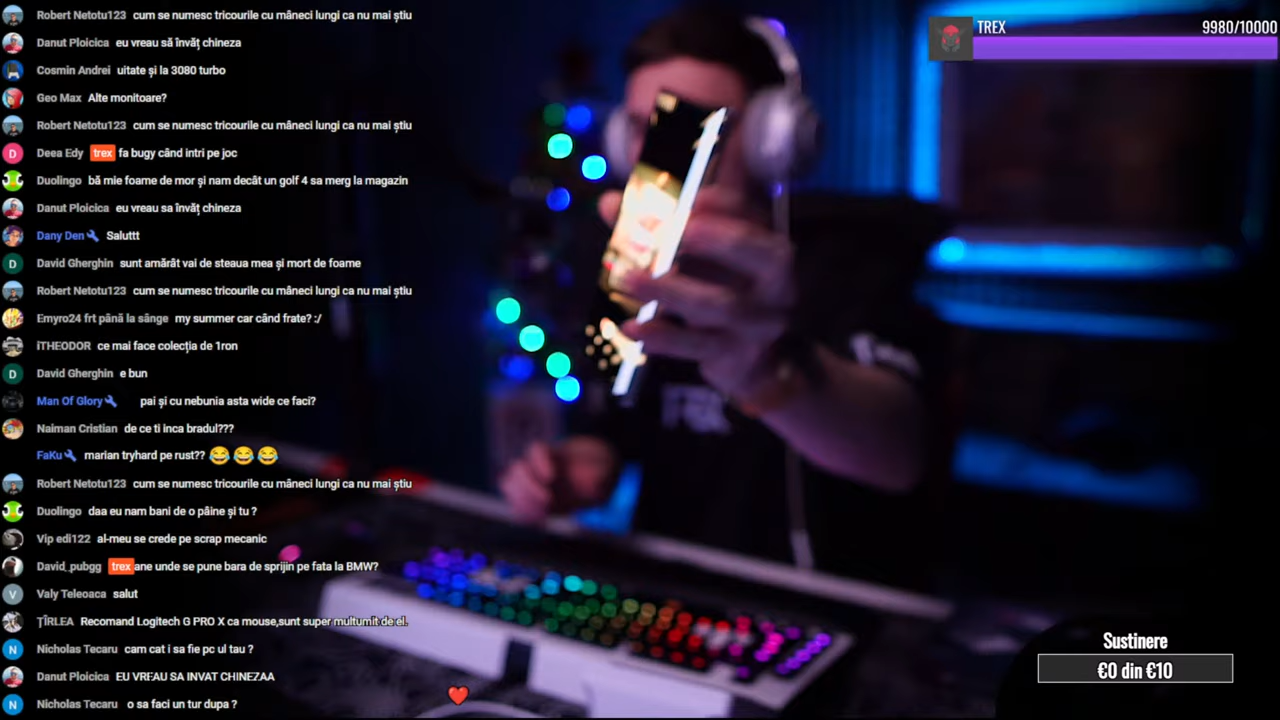 Robert Netotu123 cum se numesc tricourile cu mâneci lungi ca nu mai știu
TREX 9980/10000
Danut Ploicica eu vreau să învăț chineza
Cosmin Andrei uitate și la 3080 turbo
Geo Max Alte monitoare?
Robert Netotu123 cum se numesc tricourile cu mâneci lungi ca nu mai știu
D Deea Edy trex fa bugy când intri pe joc
Duolingo bă mie foame de mor și nam decât un golf 4 sa merg la magazin
Danut Ploicica eu vreau sa învăț chineza
Dany Den Saluttt
D David Gherghin sunt amărât vai de steaua mea și mort de foame
Robert Netotu123 cum se numesc tricourile cu mâneci lungi ca nu mai știu
Emyro24 frt până la sânge my summer car când frate? :/
iTHEODOR ce mai face colecția de 1ron
D David Gherghin e bun
Man Of Glory pai și cu nebunia asta wide ce faci?
Naiman Cristian de ce ti inca bradul???
FaKu marian tryhard pe rust?? 😂😂😂
Robert Netotu123 cum se numesc tricourile cu mâneci lungi ca nu mai știu
Duolingo daa eu nam bani de o pâine și tu ?
Vip edi122 al-meu se crede pe scrap mecanic
David_pubgg trexane unde se pune bara de sprijin pe fata la BMW?
V Valy Teleoaca salut
ȚÎRLEA Recomand Logitech G PRO X ca mouse,sunt super multumit de el.
N Nicholas Tecaru cam cat i sa fie pc ul tau ?
Danut Ploicica EU VREAU SA INVAT CHINEZAA
N Nicholas Tecaru o sa faci un tur dupa ?
Sustinere
€0 din €10